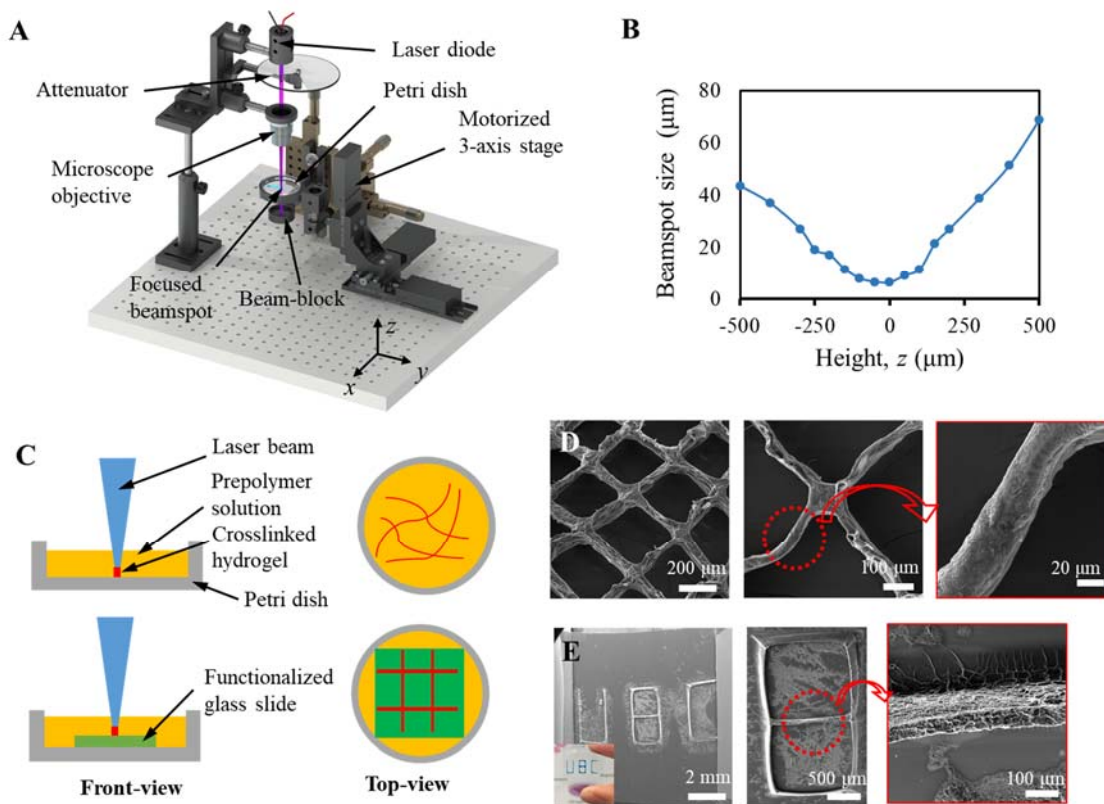 A
Laser diode
Attenuator
Petri dish
Motorized
3-axis stage
Microscope
objective
Focused
beamspot
Beam-block
z
x
y
B
Beamspot size (μm)
80
60
40
20
0
-500
-250
0
250
500
Height, z (μm)
C
Laser beam
Prepolymer
solution
Crosslinked
hydrogel
Petri dish
Functionalized
glass slide
Front-view
Top-view
D
200 μm
100 μm
20 μm
E
UBC
2 mm
500 μm
100 μm